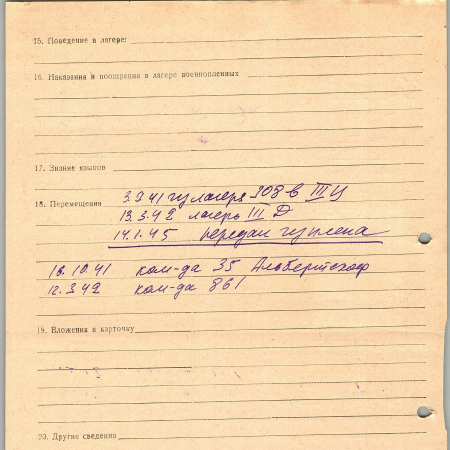 15. Поведение в лагере:
16. Наказания и поощрения в лагере военнопленных
17. Знание языков
18. Перемещения 3.9.41 из лагеря 308 в III Ц
13.3.42 лагерь III Д
14.1.45 передан из плена
16.10.41 ком-да 35 Альбертсхоф
12.3.42 ком-да 861
19. Вложения в карточку
20. Другие сведения